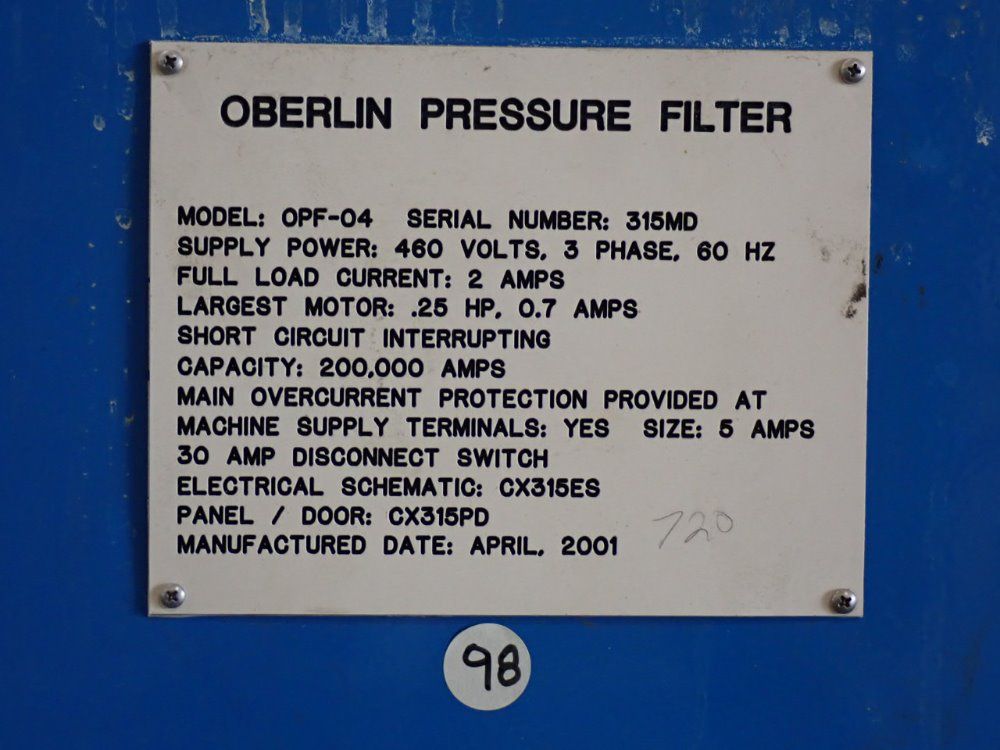 OBERLIN PRESSURE FILTER
MODEL: OPF-04 SERIAL NUMBER: 315MD
SUPPLY POWER: 460 VOLTS, 3 PHASE, 60 HZ
FULL LOAD CURRENT: 2 AMPS
LARGEST MOTOR: .25 HP, 0.7 AMPS
SHORT CIRCUIT INTERRUPTING
CAPACITY: 200,000 AMPS
MAIN OVERCURRENT PROTECTION PROVIDED AT
MACHINE SUPPLY TERMINALS: YES SIZE: 5 AMPS
30 AMP DISCONNECT SWITCH
ELECTRICAL SCHEMATIC: CX315ES
PANEL / DOOR: CX315PD
MANUFACTURED DATE: APRIL, 2001
720
98